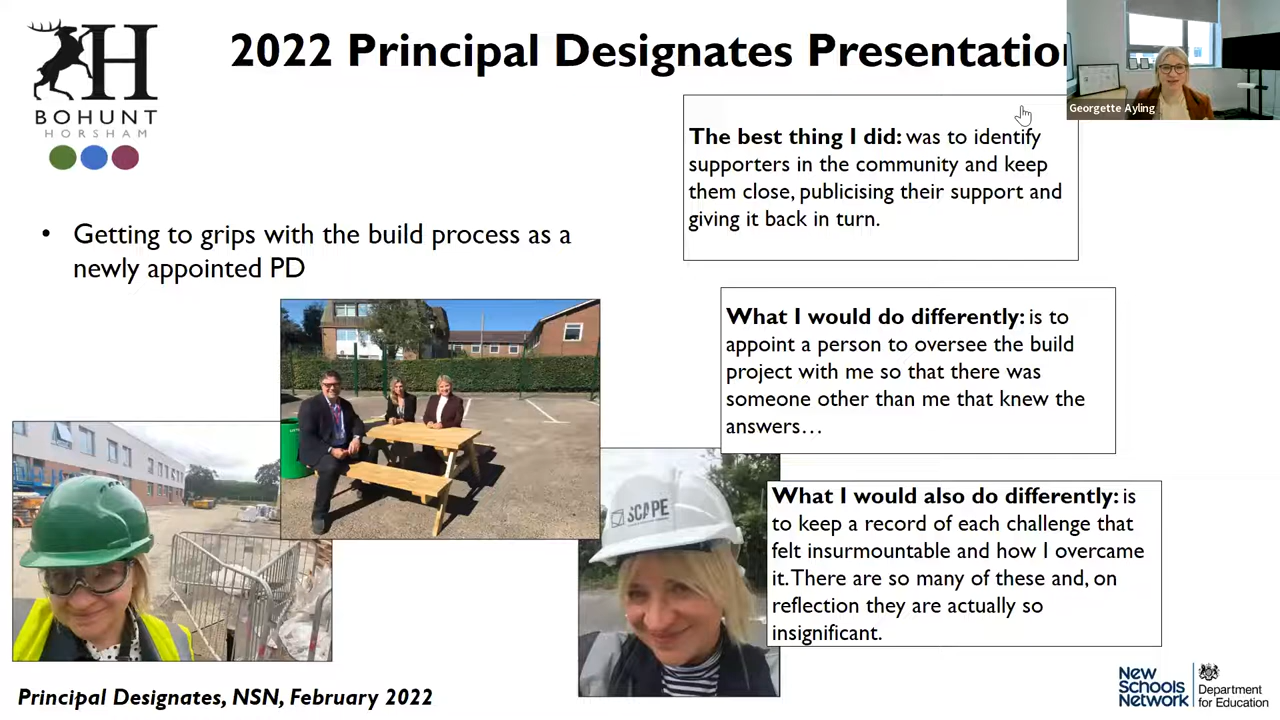 2022 Principal Designates Presentation
H
BOHUNT
HORSHAM
Georgette Ayling
The best thing I did: was to identify
supporters in the community and keep
them close, publicising their support and
giving it back in turn.
• Getting to grips with the build process as a
newly appointed PD
What I would do differently: is to
appoint a person to oversee the build
project with me so that there was
someone other than me that knew the
answers…
SCAPE
What I would also do differently: is
to keep a record of each challenge that
felt insurmountable and how I overcame
it. There are so many of these and, on
reflection they are actually so
insignificant.
Principal Designates, NSN, February 2022
New
Schools
Network
Department
for Education